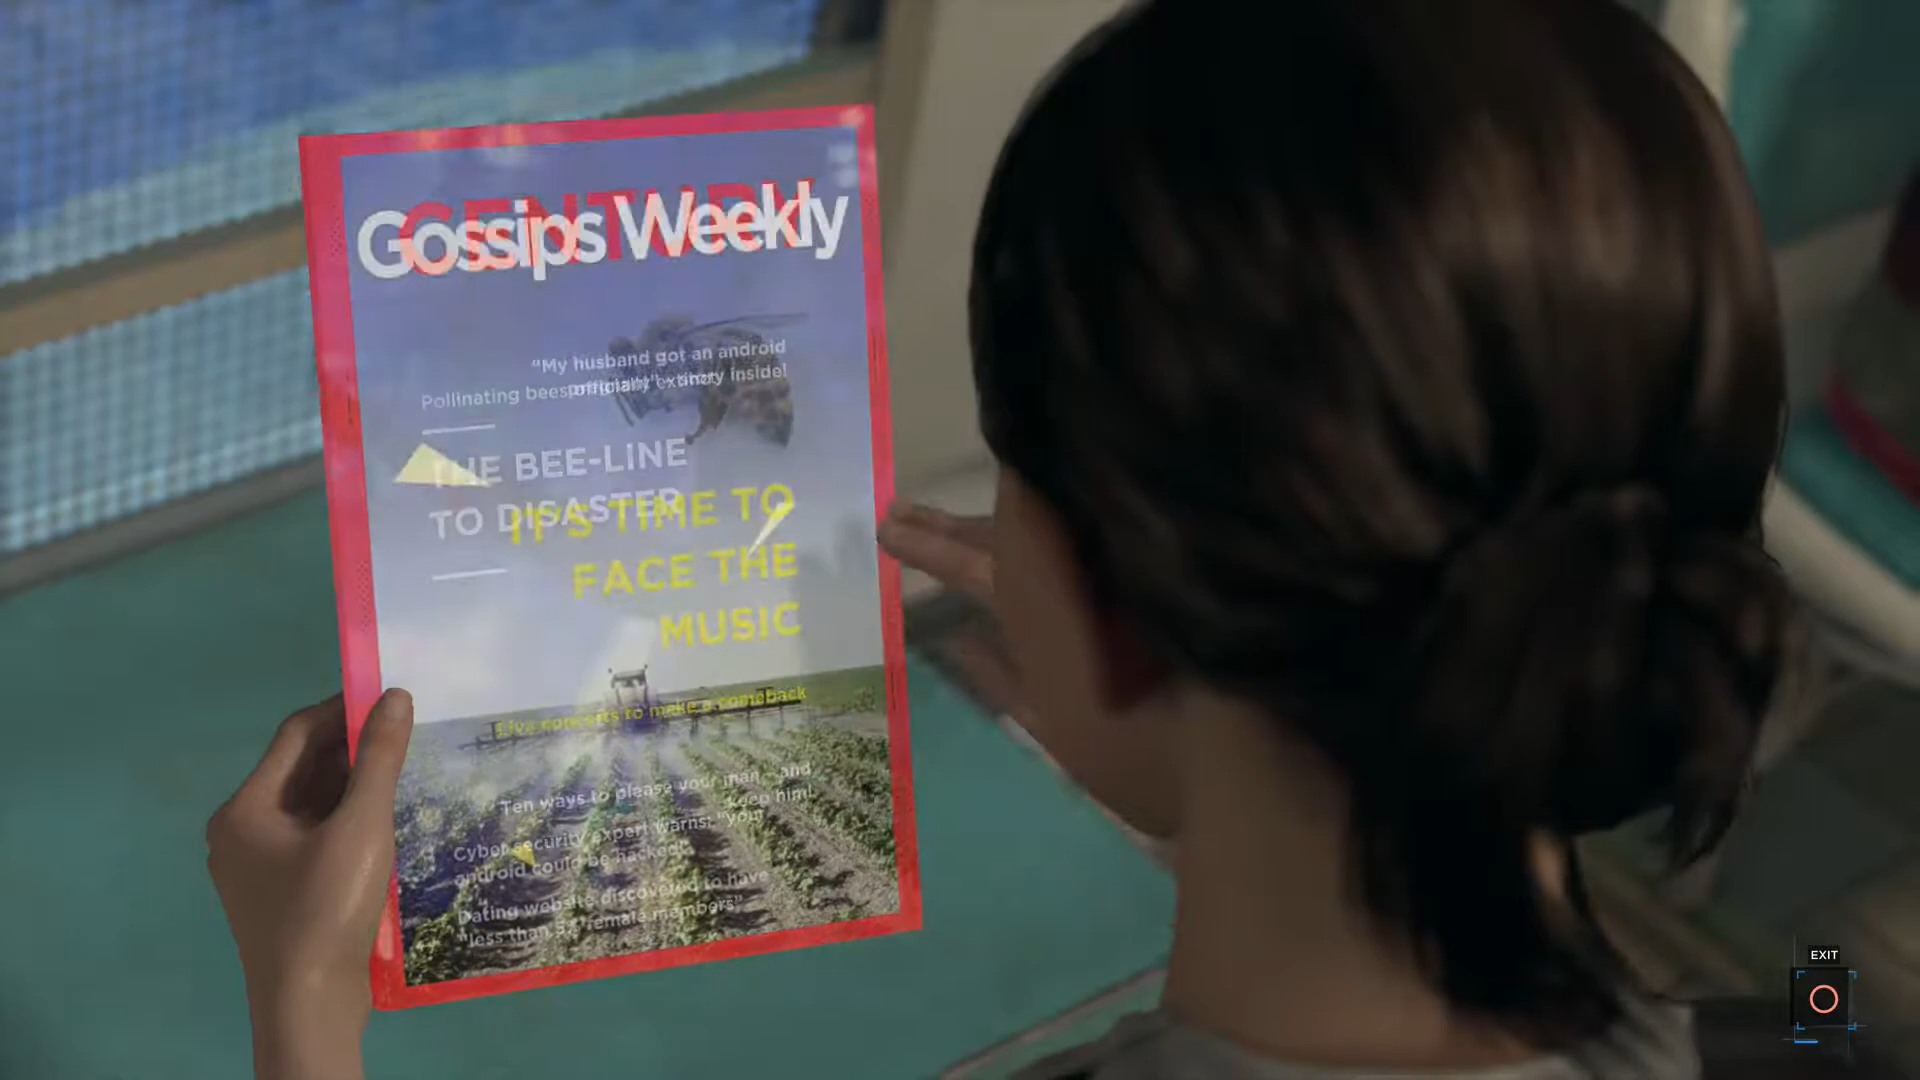 CENTURY
Gossips Weekly
"My husband got an android
pregnant!" - story inside!
Pollinating bees officially extinct
THE BEE-LINE
TO DISASTER
IT'S TIME TO
FACE THE
MUSIC
Live concerts to make a comeback
Ten ways to please your man - and
keep him!
Cyber security expert warns: "your
android could be hacked"
Dating website discovered to have
"less than 5% female members"
EXIT